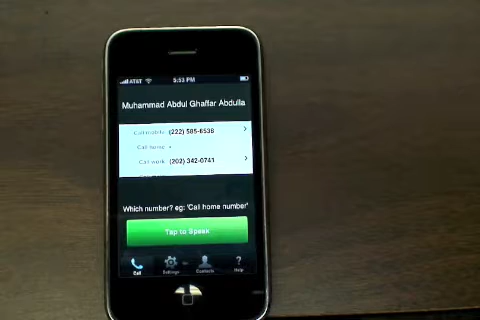 AT&T 5:53 PM
Muhammad Abdul Ghaffar Abdulla
Call mobile (222) 585-6538
Call home -
Call work (202) 342-0741
Which number? eg: 'Call home number'
Tap to Speak
Call Settings Contacts Help